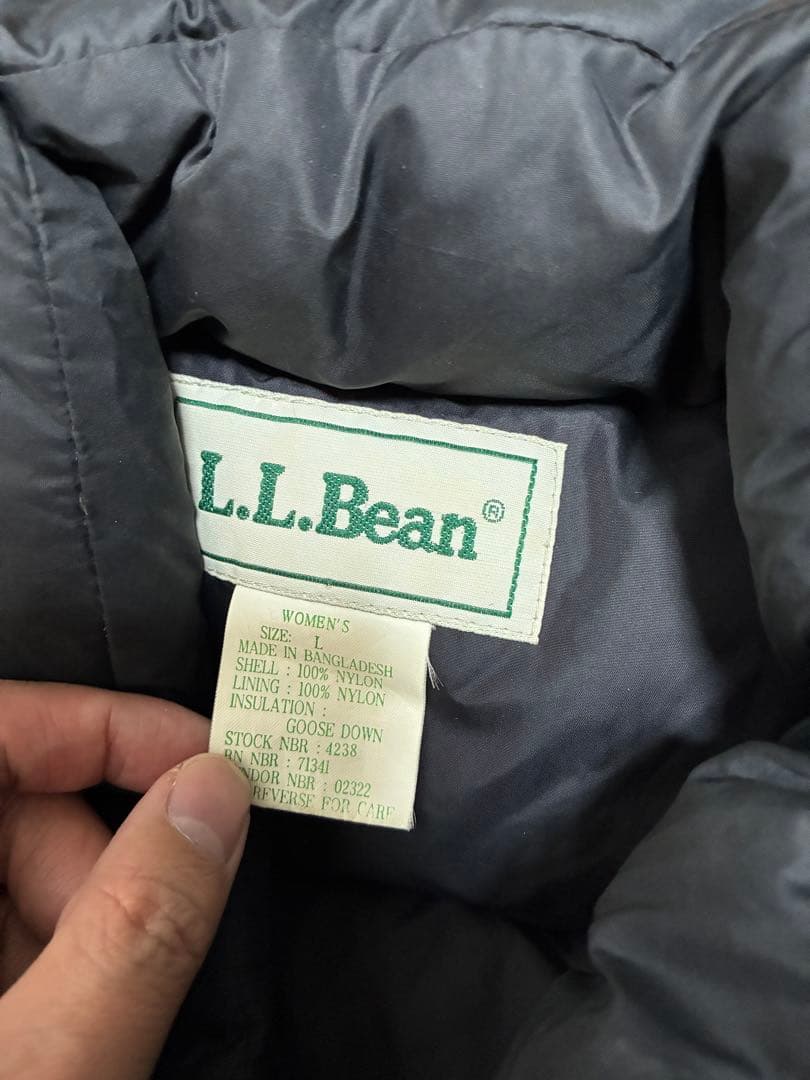 L.L.Bean®
WOMEN'S
SIZE: L
MADE IN BANGLADESH
SHELL : 100% NYLON
LINING : 100% NYLON
INSULATION :
GOOSE DOWN
STOCK NBR : 4238
RN NBR : 71341
VENDOR NBR : 02322
REVERSE FOR CARE